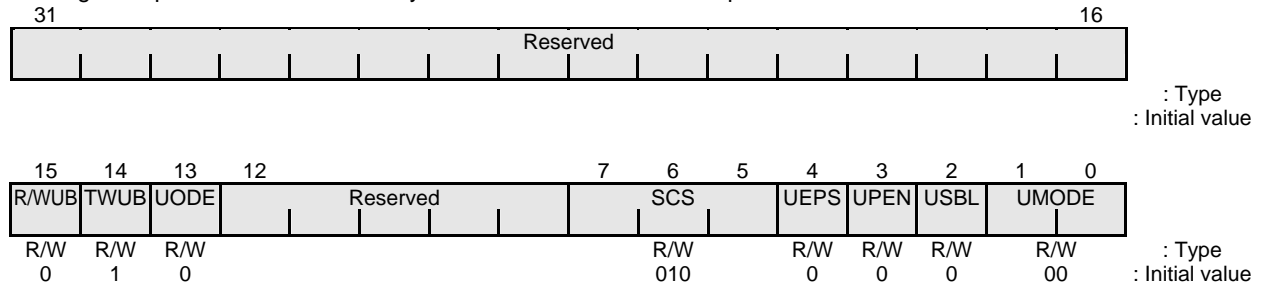 31 16
Reserved
: Type
: Initial value
15 14 13 12 7 6 5 4 3 2 1 0
R/WUB TWUB UODE Reserved SCS UEPS UPEN USBL UMODE
R/W R/W R/W R/W R/W R/W R/W R/W : Type
0 1 0 010 0 0 0 00 : Initial value